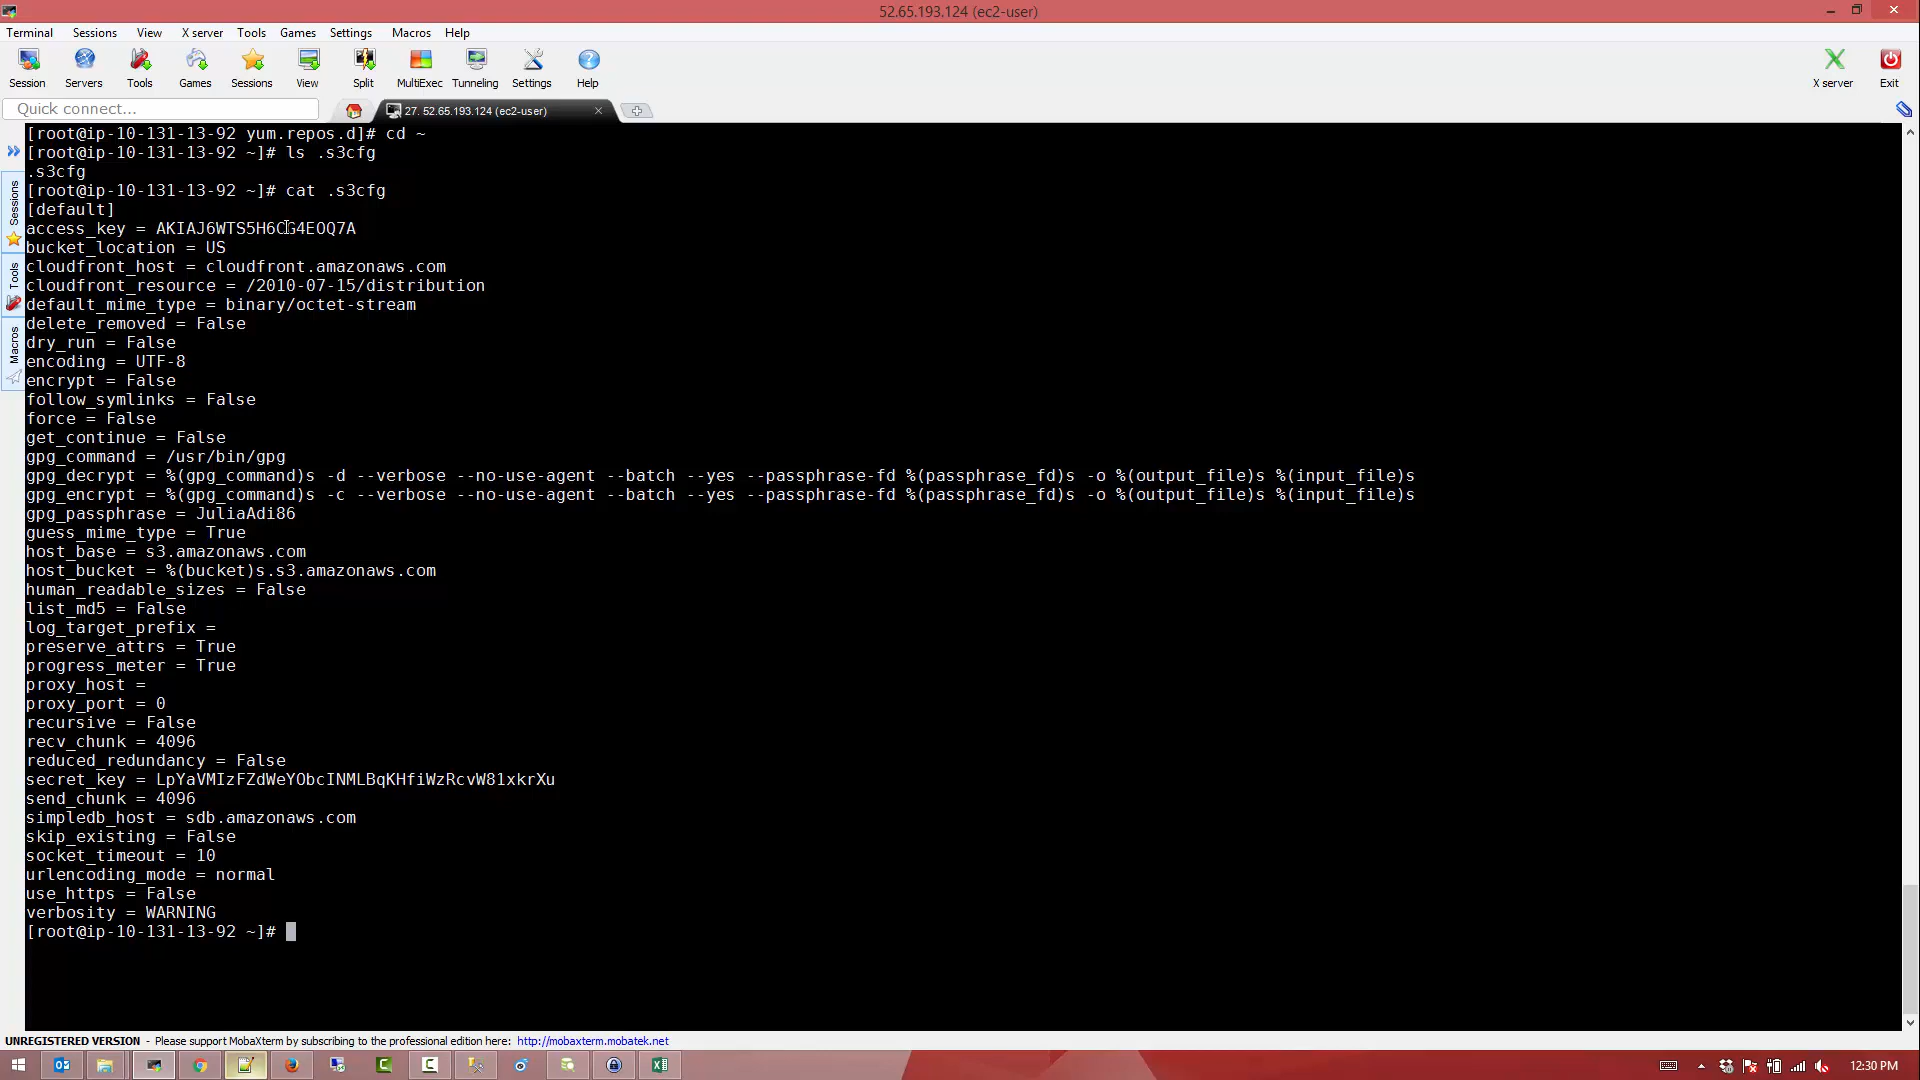 52.65.193.124 (ec2-user)
Terminal Sessions View X server Tools Games Settings Macros Help
Session Servers Tools Games Sessions View Split MultiExec Tunneling Settings Help X server Exit
Quick connect... 27. 52.65.193.124 (ec2-user)
Sessions
Tools
Macros
[root@ip-10-131-13-92 yum.repos.d]# cd ~
[root@ip-10-131-13-92 ~]# ls .s3cfg
.s3cfg
[root@ip-10-131-13-92 ~]# cat .s3cfg
[default]
access_key = AKIAJ6WTS5H6CG4EOQ7A
bucket_location = US
cloudfront_host = cloudfront.amazonaws.com
cloudfront_resource = /2010-07-15/distribution
default_mime_type = binary/octet-stream
delete_removed = False
dry_run = False
encoding = UTF-8
encrypt = False
follow_symlinks = False
force = False
get_continue = False
gpg_command = /usr/bin/gpg
gpg_decrypt = %(gpg_command)s -d --verbose --no-use-agent --batch --yes --passphrase-fd %(passphrase_fd)s -o %(output_file)s %(input_file)s
gpg_encrypt = %(gpg_command)s -c --verbose --no-use-agent --batch --yes --passphrase-fd %(passphrase_fd)s -o %(output_file)s %(input_file)s
gpg_passphrase = JuliaAdi86
guess_mime_type = True
host_base = s3.amazonaws.com
host_bucket = %(bucket)s.s3.amazonaws.com
human_readable_sizes = False
list_md5 = False
log_target_prefix =
preserve_attrs = True
progress_meter = True
proxy_host =
proxy_port = 0
recursive = False
recv_chunk = 4096
reduced_redundancy = False
secret_key = LpYaVMIzFZdWeYObcINMLBqKHfiWzRcvW81xkrXu
send_chunk = 4096
simpledb_host = sdb.amazonaws.com
skip_existing = False
socket_timeout = 10
urlencoding_mode = normal
use_https = False
verbosity = WARNING
[root@ip-10-131-13-92 ~]#
UNREGISTERED VERSION - Please support MobaXterm by subscribing to the professional edition here: http://mobaxterm.mobatek.net
12:30 PM